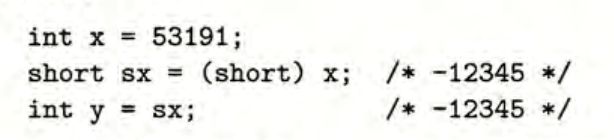 int x = 53191;
short sx = (short) x; /* -12345 */
int y = sx; /* -12345 */